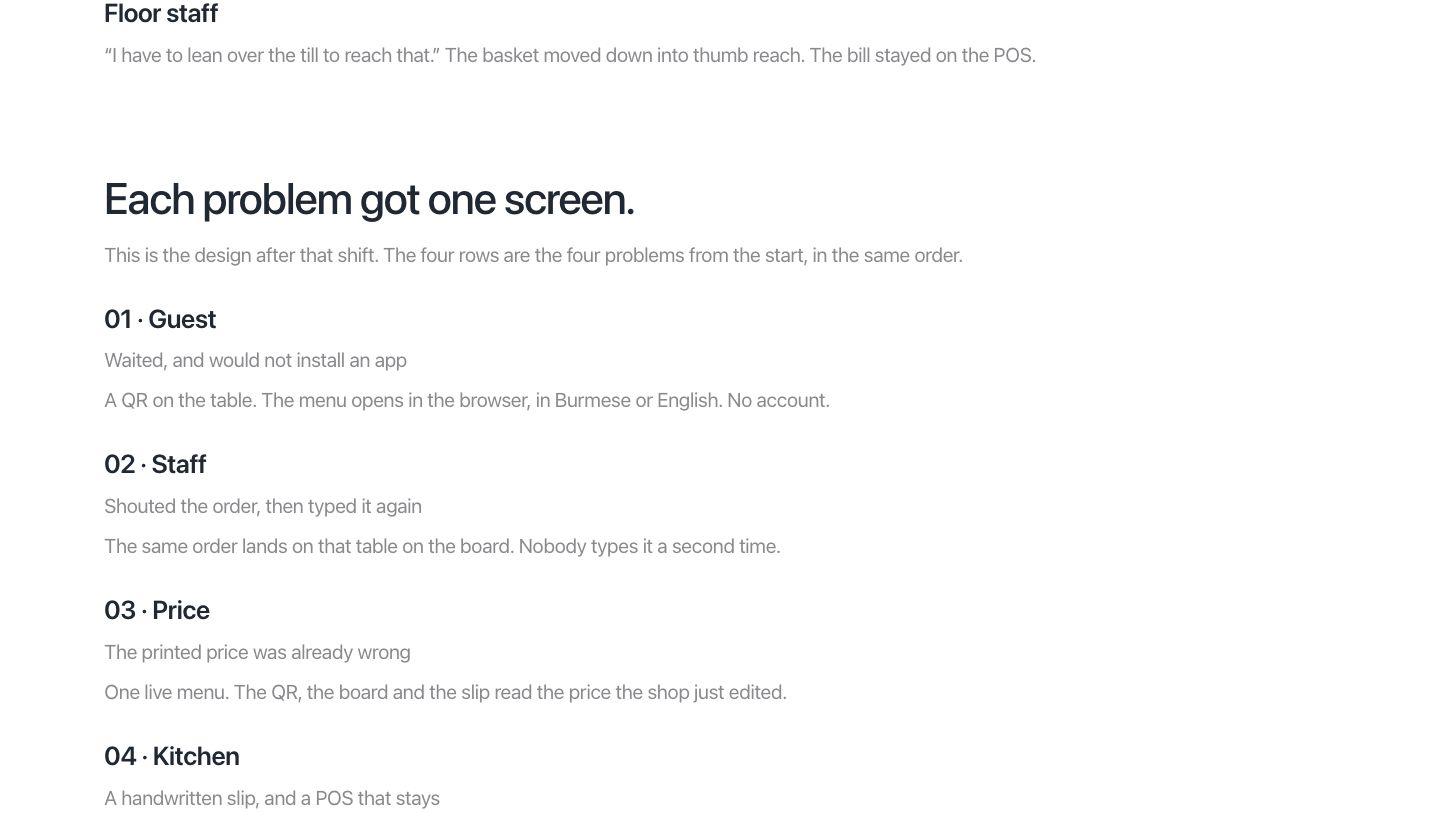 Floor staff
“I have to lean over the till to reach that.” The basket moved down into thumb reach. The bill stayed on the POS.
Each problem got one screen.
This is the design after that shift. The four rows are the four problems from the start, in the same order.
01 · Guest
Waited, and would not install an app
A QR on the table. The menu opens in the browser, in Burmese or English. No account.
02 · Staff
Shouted the order, then typed it again
The same order lands on that table on the board. Nobody types it a second time.
03 · Price
The printed price was already wrong
One live menu. The QR, the board and the slip read the price the shop just edited.
04 · Kitchen
A handwritten slip, and a POS that stays